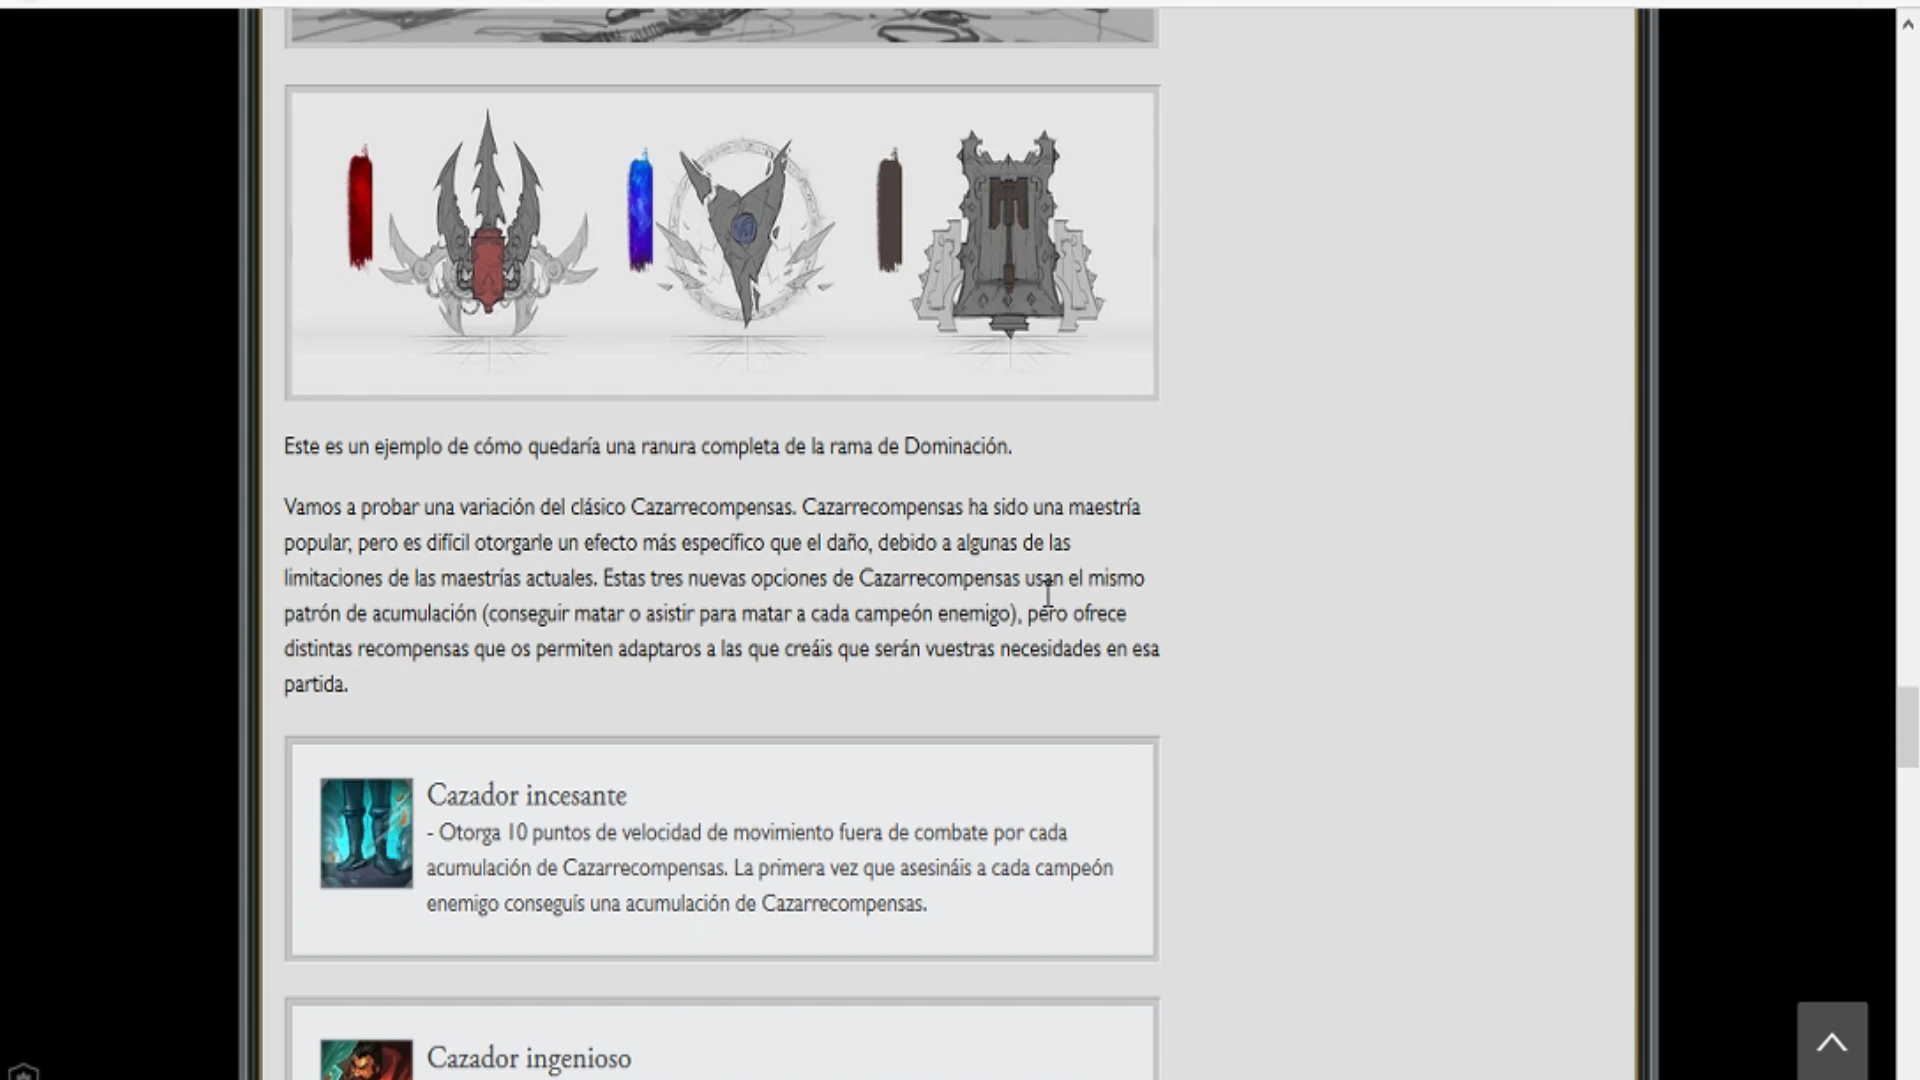 Este es un ejemplo de cómo quedaría una ranura completa de la rama de Dominación.
Vamos a probar una variación del clásico Cazarrecompensas. Cazarrecompensas ha sido una maestría
popular, pero es difícil otorgarle un efecto más específico que el daño, debido a algunas de las
limitaciones de las maestrías actuales. Estas tres nuevas opciones de Cazarrecompensas usan el mismo
patrón de acumulación (conseguir matar o asistir para matar a cada campeón enemigo), pero ofrece
distintas recompensas que os permiten adaptaros a las que creáis que serán vuestras necesidades en esa
partida.
Cazador incesante
- Otorga 10 puntos de velocidad de movimiento fuera de combate por cada
acumulación de Cazarrecompensas. La primera vez que asesináis a cada campeón
enemigo conseguís una acumulación de Cazarrecompensas.
Cazador ingenioso